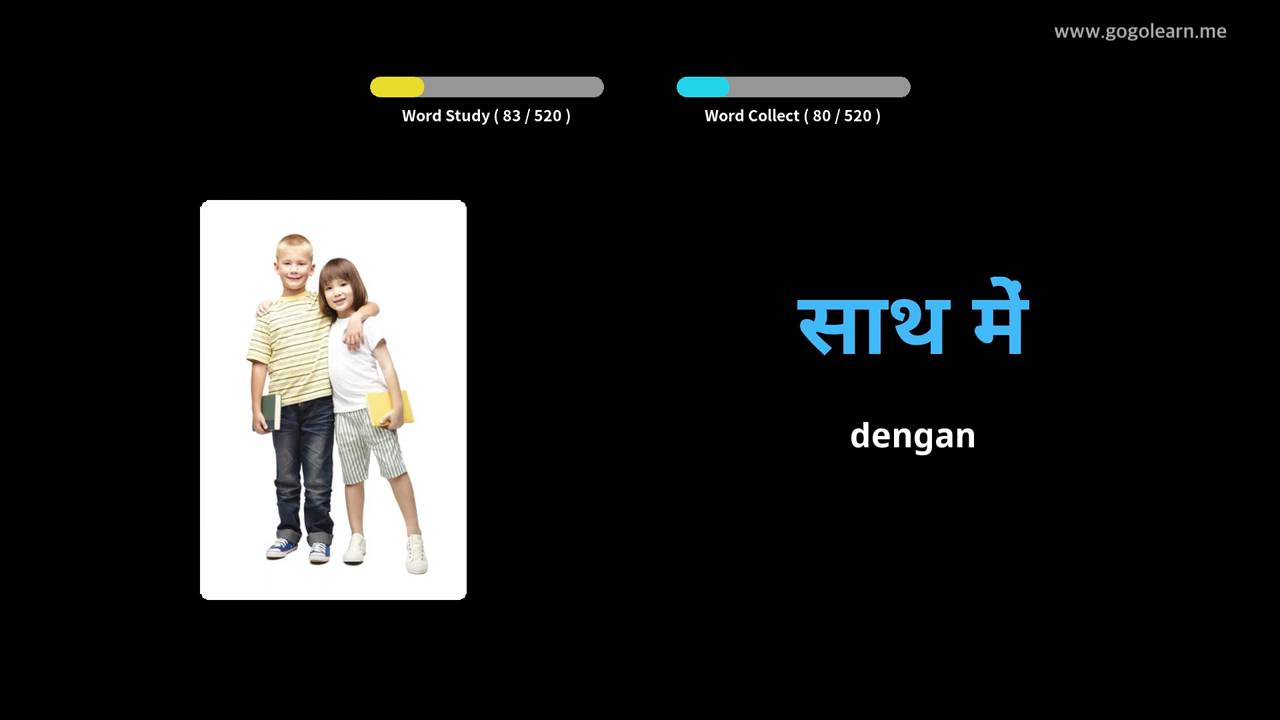 www.gogolearn.me
Word Study ( 83 / 520 )
Word Collect ( 80 / 520 )
साथ में
dengan